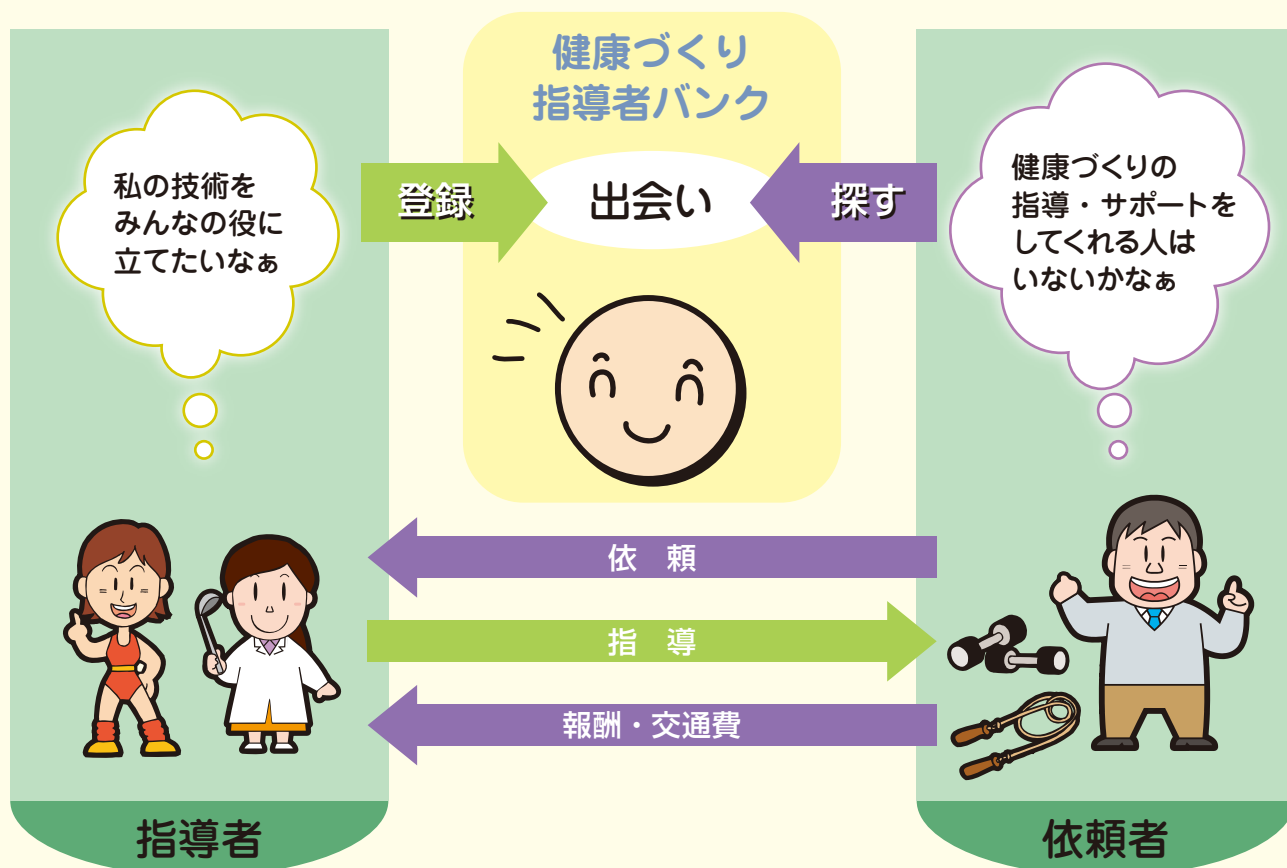 健康づくり
指導者バンク
私の技術を
みんなの役に
立てたいなぁ
登録
出会い
探す
健康づくりの
指導・サポートを
してくれる人は
いないかなぁ
依 頼
指 導
報酬・交通費
指導者
依頼者